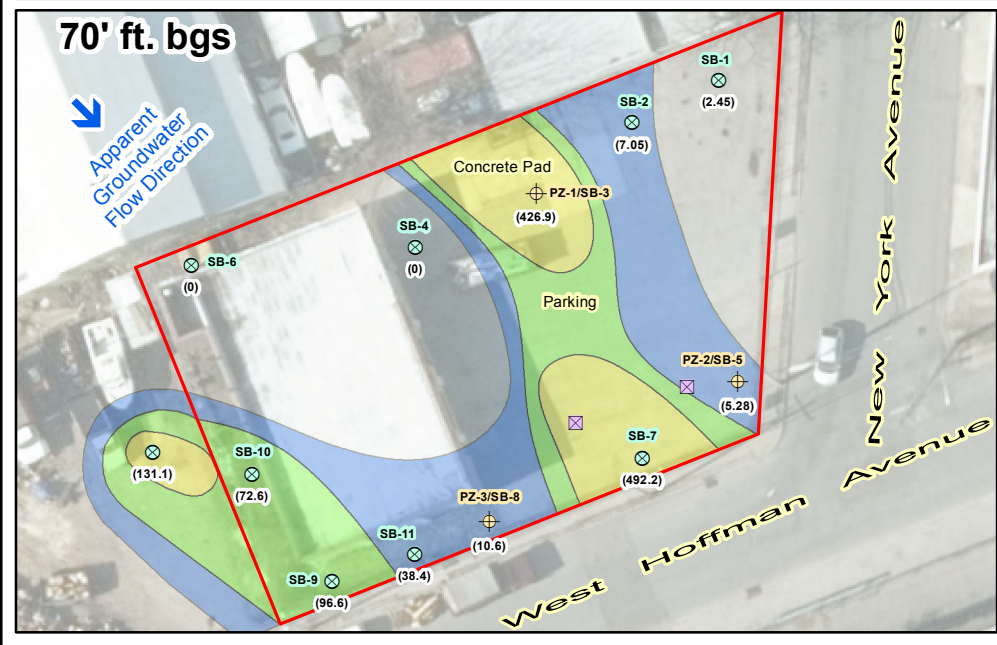 70' ft. bgs
Apparent
Groundwater
Flow Direction
SB-1
(2.45)
SB-2
(7.05)
Concrete Pad
PZ-1/SB-3
(426.9)
SB-4
(0)
SB-6
(0)
Parking
PZ-2/SB-5
(5.28)
SB-7
(492.2)
(131.1)
SB-10
(72.6)
PZ-3/SB-8
(10.6)
SB-11
(38.4)
SB-9
(96.6)
New York Avenue
West Hoffman Avenue